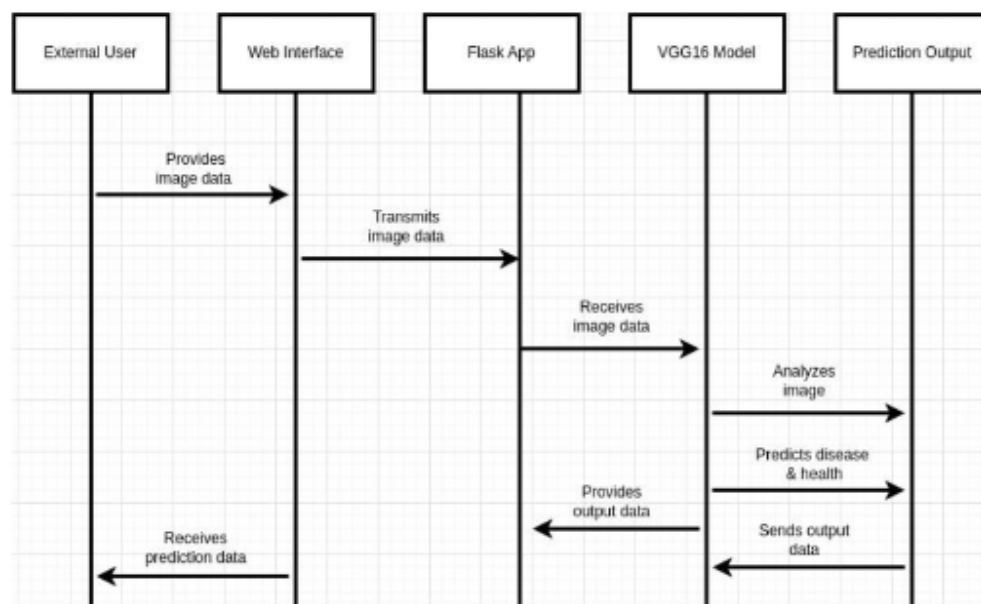 External User
Web Interface
Flask App
VGG16 Model
Prediction Output
Provides
image data
Transmits
image data
Receives
image data
Analyzes
image
Predicts disease
& health
Provides
output data
Sends output
data
Receives
prediction data